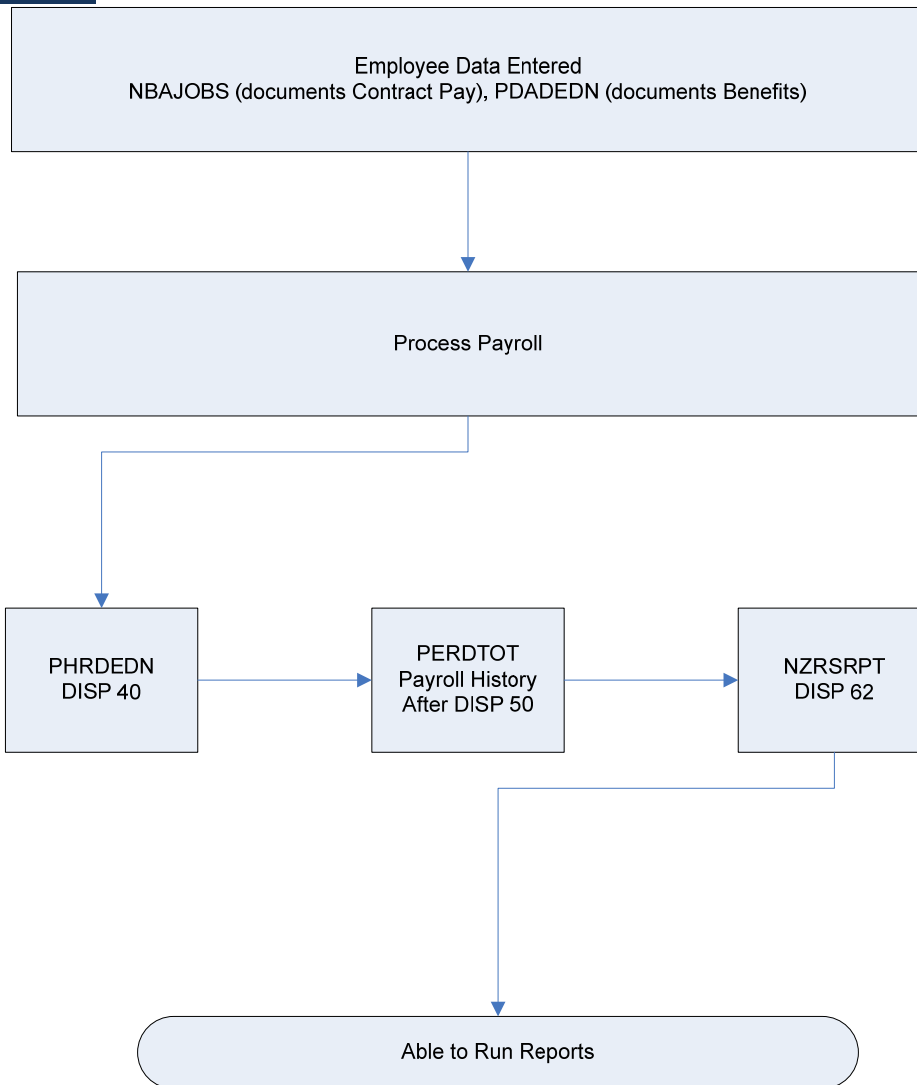 Employee Data Entered
NBAJOBS (documents Contract Pay), PDADEDN (documents Benefits)
Process Payroll
PHRDEDN
DISP 40
PERDTOT
Payroll History
After DISP 50
NZRSRPT
DISP 62
Able to Run Reports